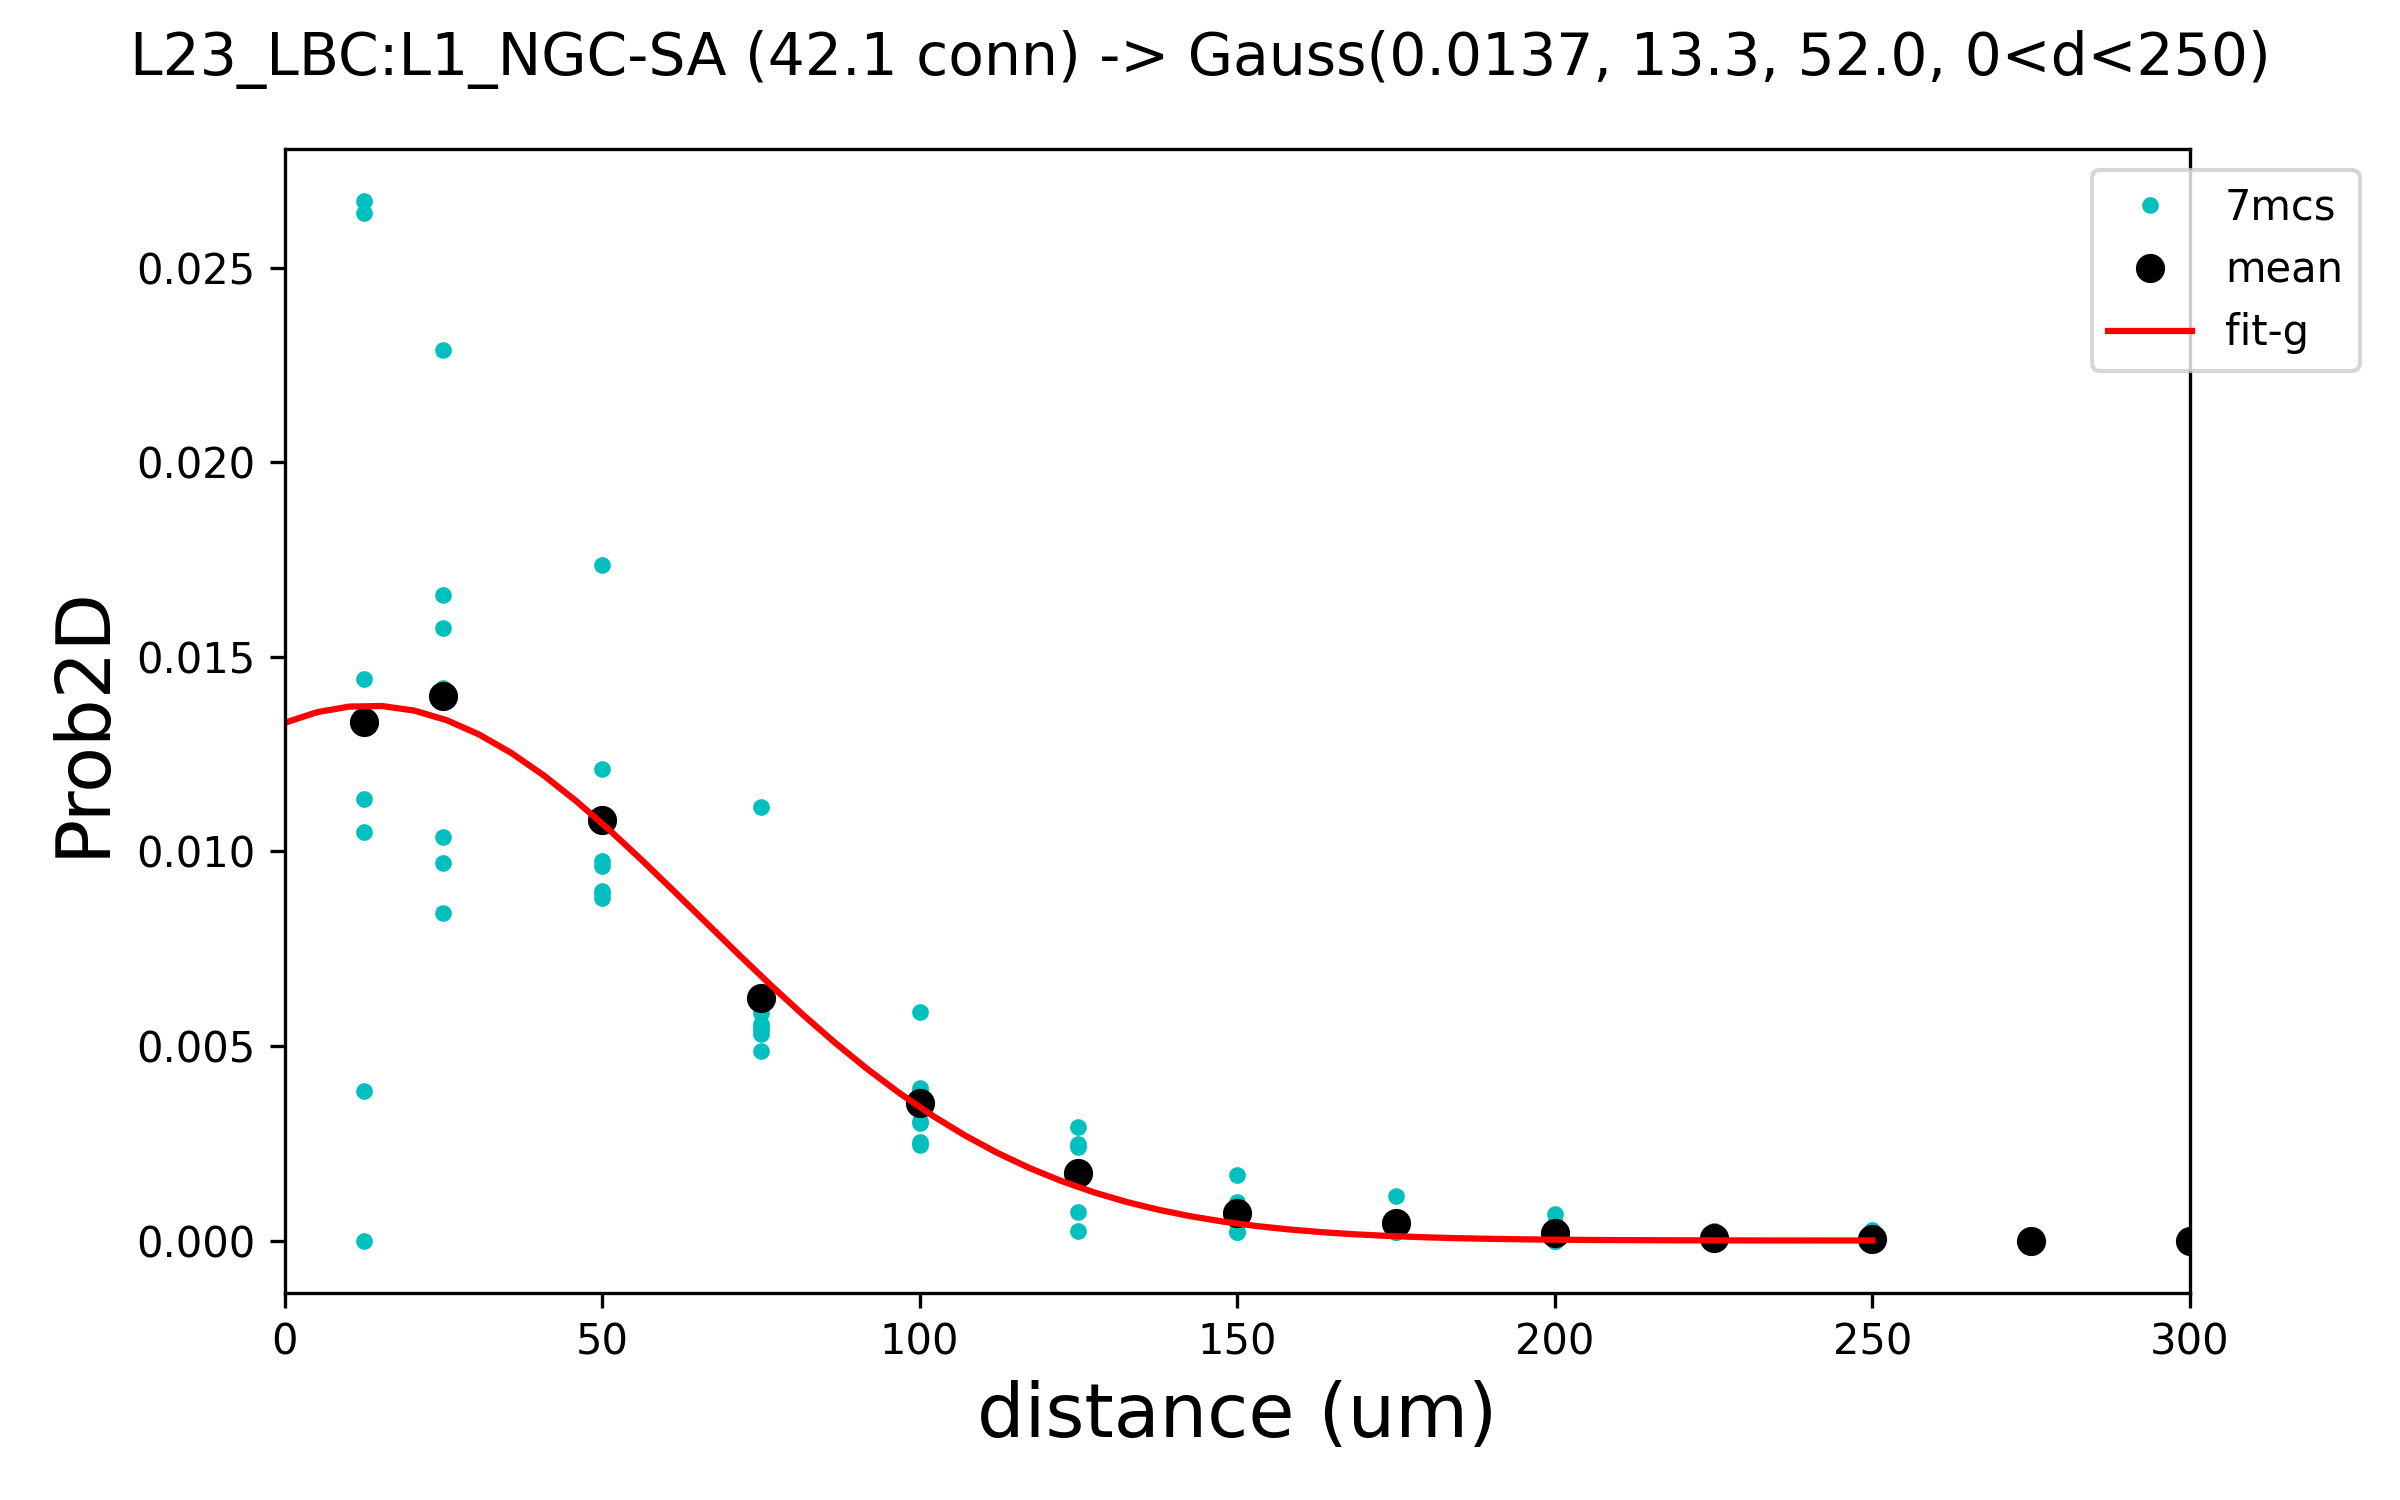 L23_LBC:L1_NGC-SA (42.1 conn) -> Gauss(0.0137, 13.3, 52.0, 0<d<250)
7mcs
mean
fit-g
Prob2D
0.025
0.020
0.015
0.010
0.005
0.000
0 50 100 150 200 250 300
distance (um)